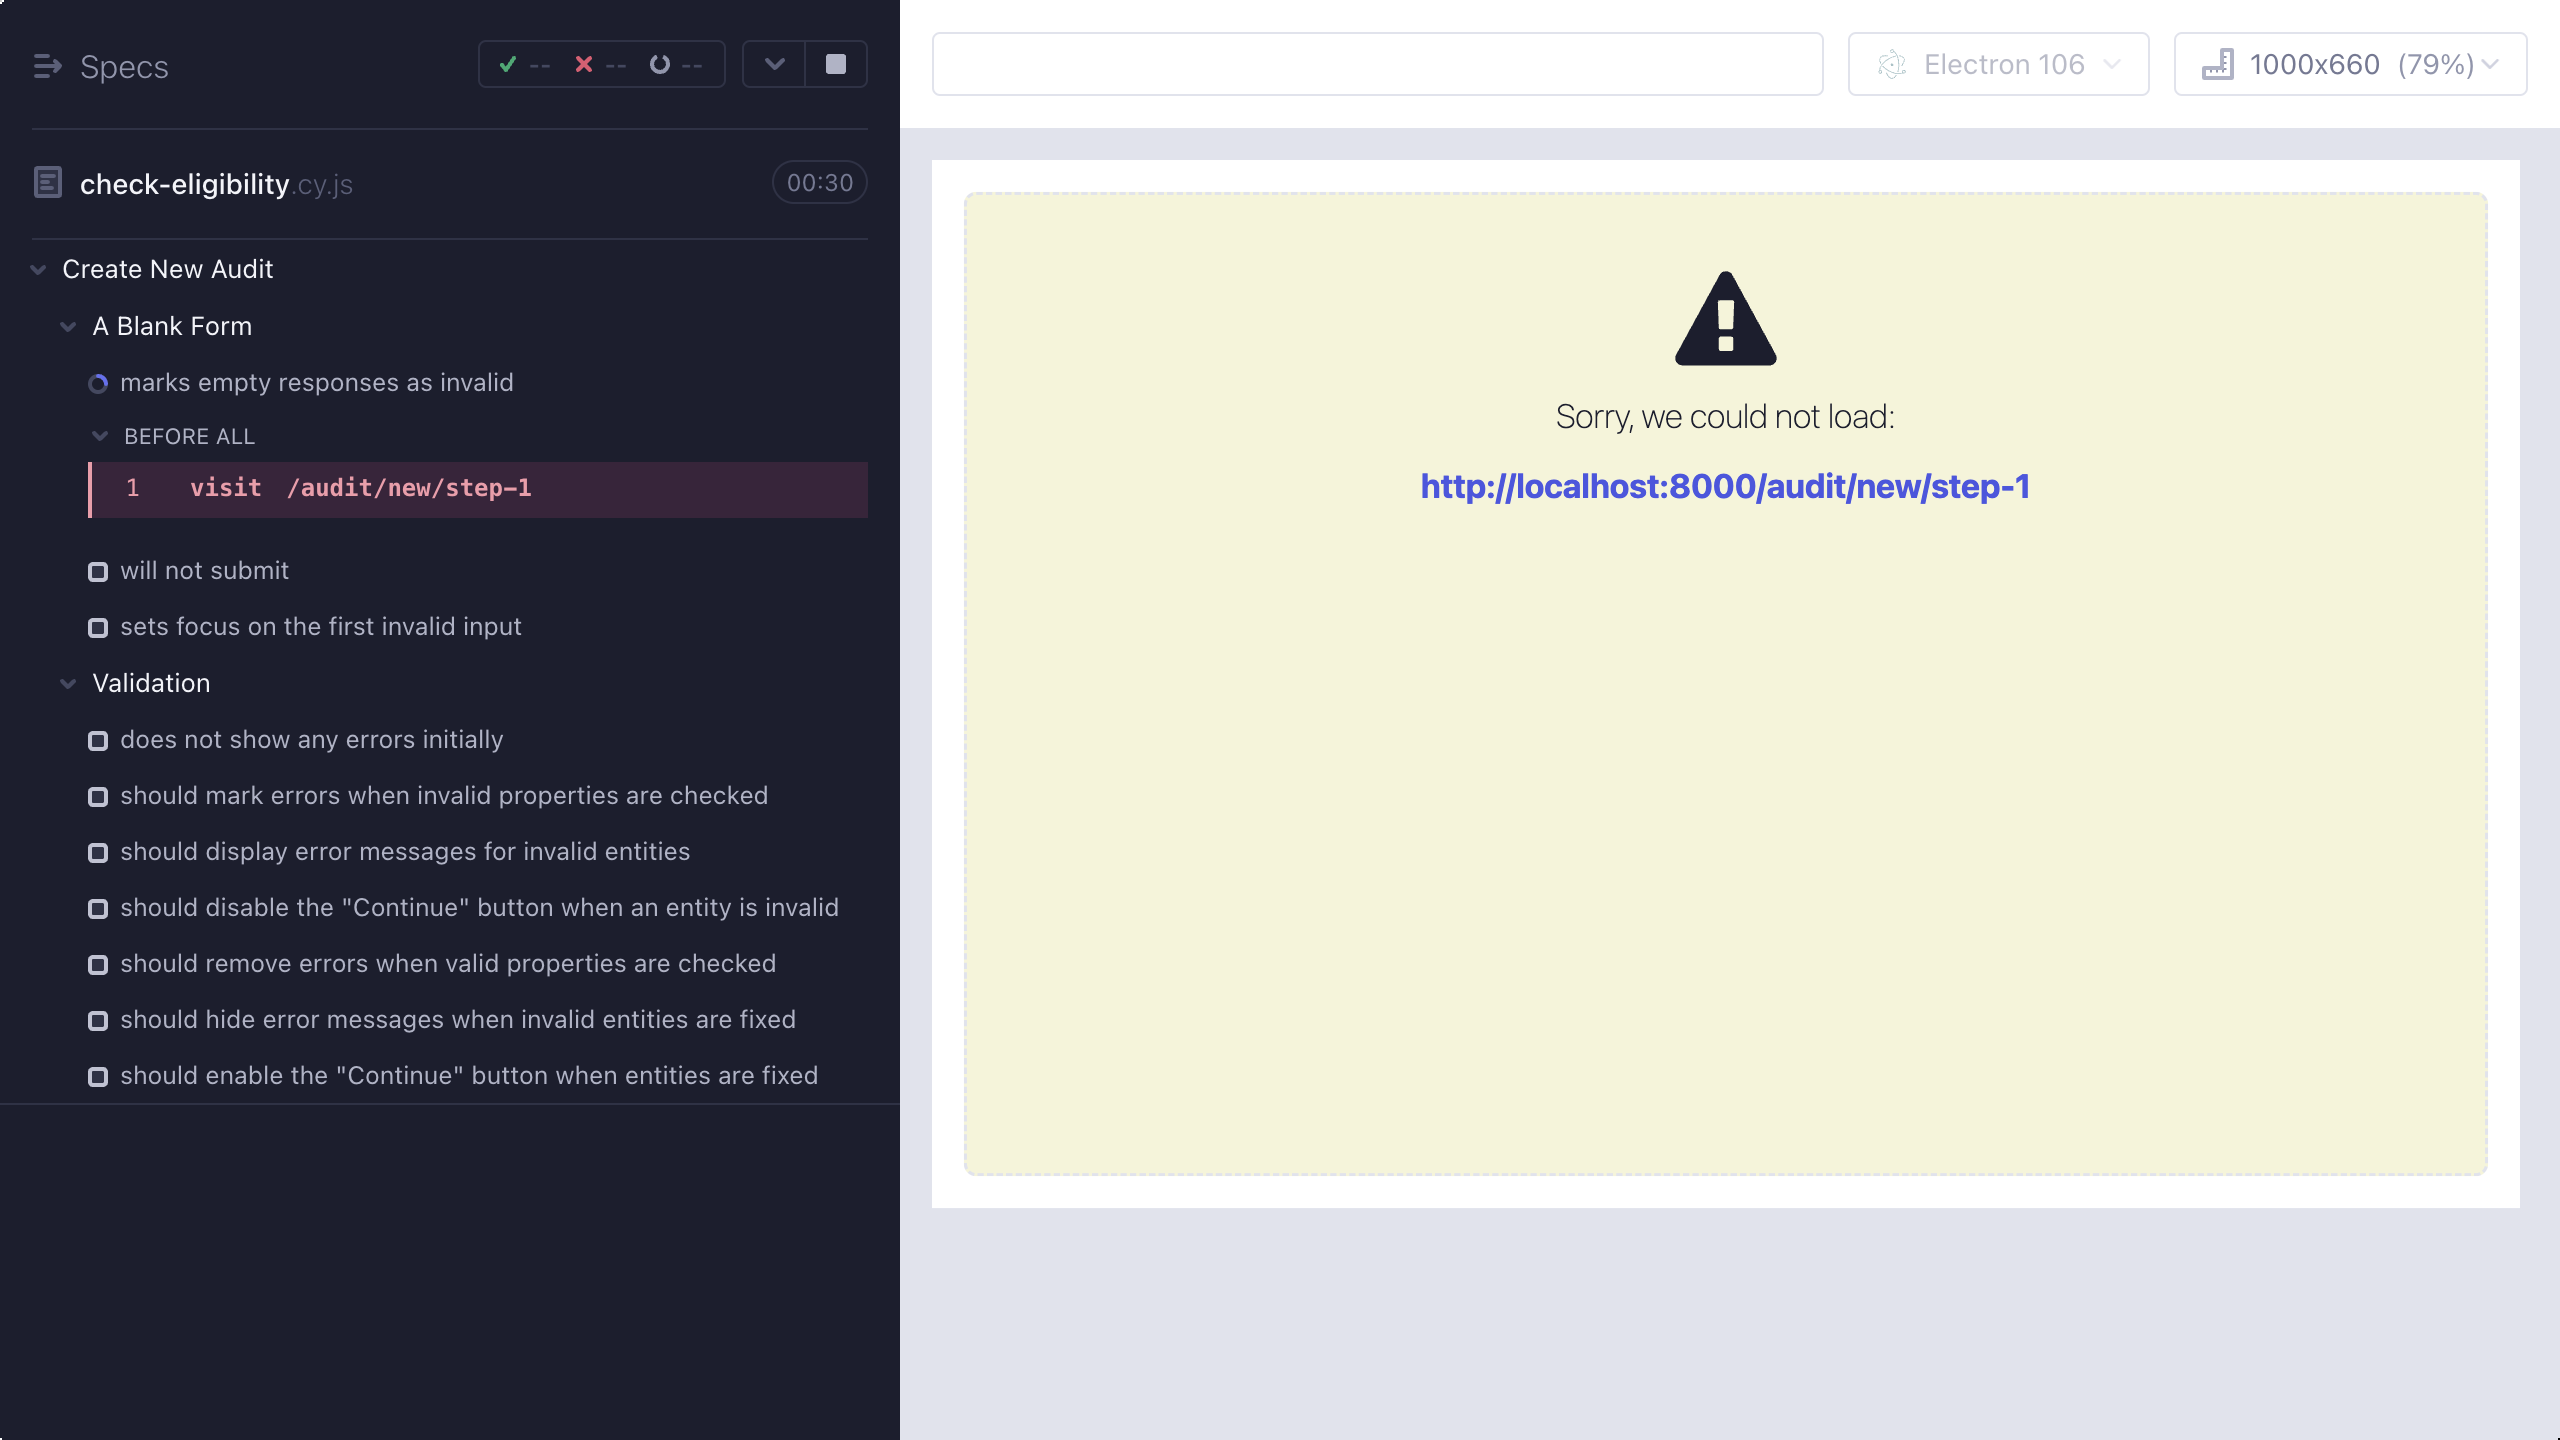 Specs
--
--
--
check-eligibility.cy.js
00:30
Create New Audit
A Blank Form
marks empty responses as invalid
BEFORE ALL
1 visit /audit/new/step-1
will not submit
sets focus on the first invalid input
Validation
does not show any errors initially
should mark errors when invalid properties are checked
should display error messages for invalid entities
should disable the "Continue" button when an entity is invalid
should remove errors when valid properties are checked
should hide error messages when invalid entities are fixed
should enable the "Continue" button when entities are fixed
Electron 106
1000x660 (79%)
Sorry, we could not load:
http://localhost:8000/audit/new/step-1